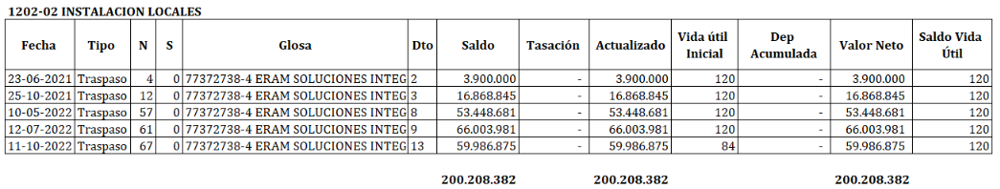 1202-02 INSTALACION LOCALES
Fecha Tipo N S Glosa Dto Saldo Tasación Actualizado Vida útil Inicial Dep Acumulada Valor Neto Saldo Vida Útil
23-06-2021 Traspaso 4 0 77372738-4 ERAM SOLUCIONES INTEG 2 3.900.000 - 3.900.000 120 - 3.900.000 120
25-10-2021 Traspaso 12 0 77372738-4 ERAM SOLUCIONES INTEG 3 16.868.845 - 16.868.845 120 - 16.868.845 120
10-05-2022 Traspaso 57 0 77372738-4 ERAM SOLUCIONES INTEG 8 53.448.681 - 53.448.681 120 - 53.448.681 120
12-07-2022 Traspaso 61 0 77372738-4 ERAM SOLUCIONES INTEG 9 66.003.981 - 66.003.981 120 - 66.003.981 120
11-10-2022 Traspaso 67 0 77372738-4 ERAM SOLUCIONES INTEG 13 59.986.875 - 59.986.875 84 - 59.986.875 120
200.208.382 200.208.382 200.208.382